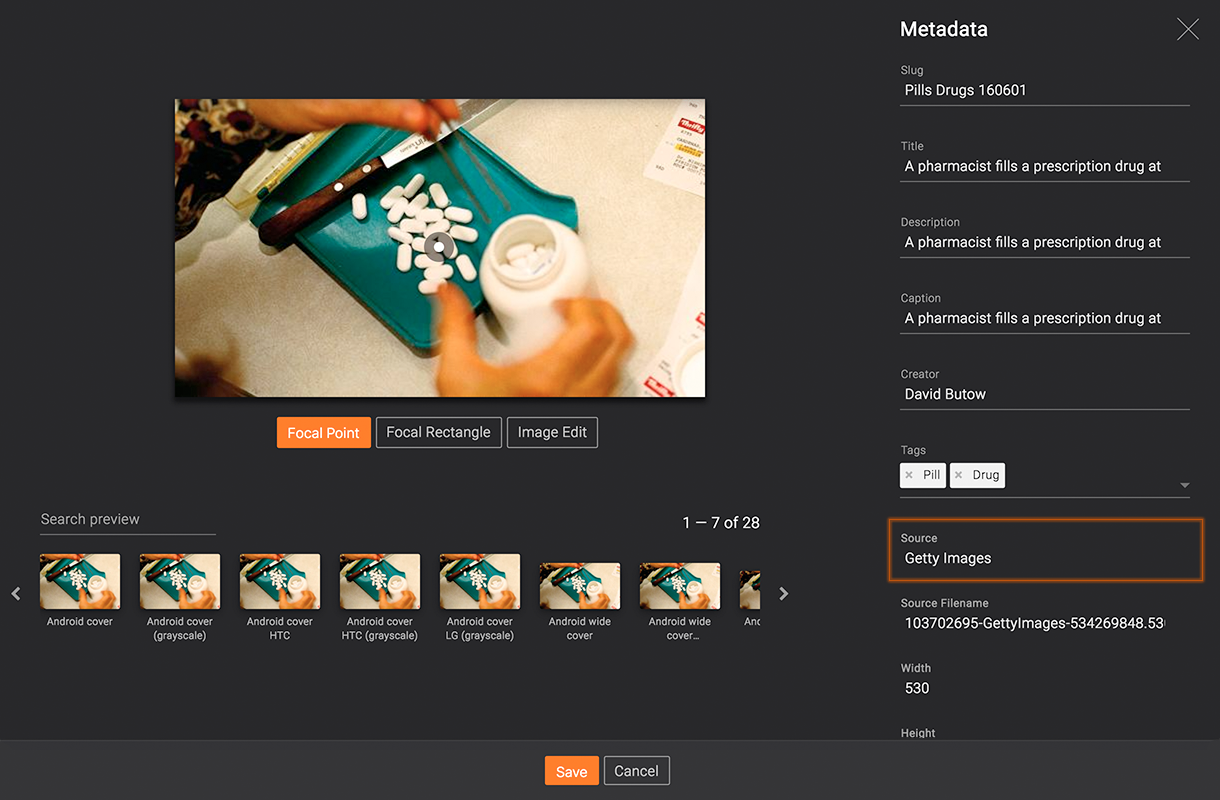 Metadata
Slug
Pills Drugs 160601
Title
A pharmacist fills a prescription drug at
Description
A pharmacist fills a prescription drug at
Caption
A pharmacist fills a prescription drug at
Creator
David Butow
Tags
× Pill × Drug
Source
Getty Images
Source Filename
103702695-GettyImages-534269848.53
Width
530
Height
Thrifty
Thrifty
Focal Point Focal Rectangle Image Edit
Search preview
1 — 7 of 28
Android cover
Android cover
(grayscale)
Android cover
HTC
Android cover
HTC (grayscale)
Android cover
LG (grayscale)
Android wide
cover
Android wide
cover…
Anc
Save Cancel